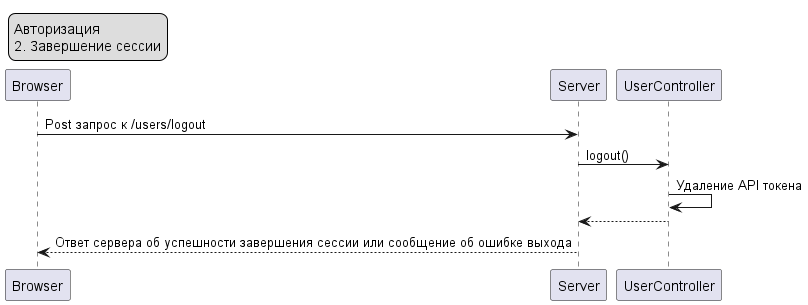 Авторизация
2. Завершение сессии
Browser
Server
UserController
Post запрос к /users/logout
logout()
Удаление API токена
Ответ сервера об успешности завершения сессии или сообщение об ошибке выхода
Browser
Server
UserController